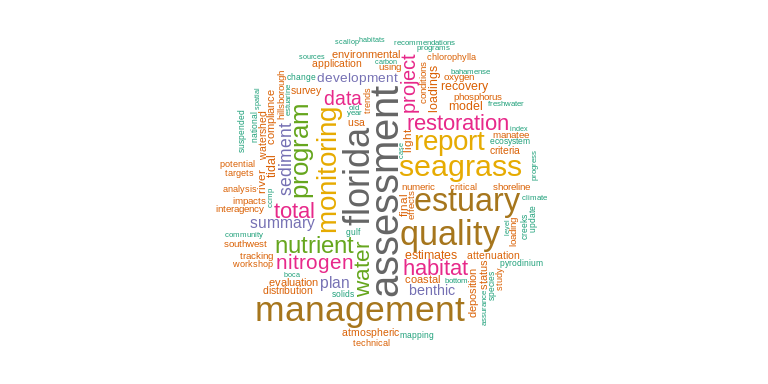 scallop
habitats
recommendations
programs
sources
environmental
carbon
chlorophylla
application
using
bahamense
change
development
project
conditions
loadings
oxygen
recovery
spatial
hillsborough
estuarine
survey
data
trends
phosphorus
old
year
model
freshwater
suspended
national
watershed
compliance
program
monitoring
usa
florida
assessment
light
restoration
index
manatee
report
ecosystem
criteria
tidal
sediment
seagrass
progress
potential
targets
river
analysis
numeric
critical
shoreline
ccmp
impacts
interagency
total
final
effects
estuary
climate
summary
gulf
quality
level
loading
creeks
update
community
southwest
nutrient
water
tracking
workshop
nitrogen
estimates
attenuation
habitat
pyrodinium
boca
evaluation
plan
coastal
bottom
status
species
study
distribution
solids
benthic
deposition
assurance
management
atmospheric
mapping
technical